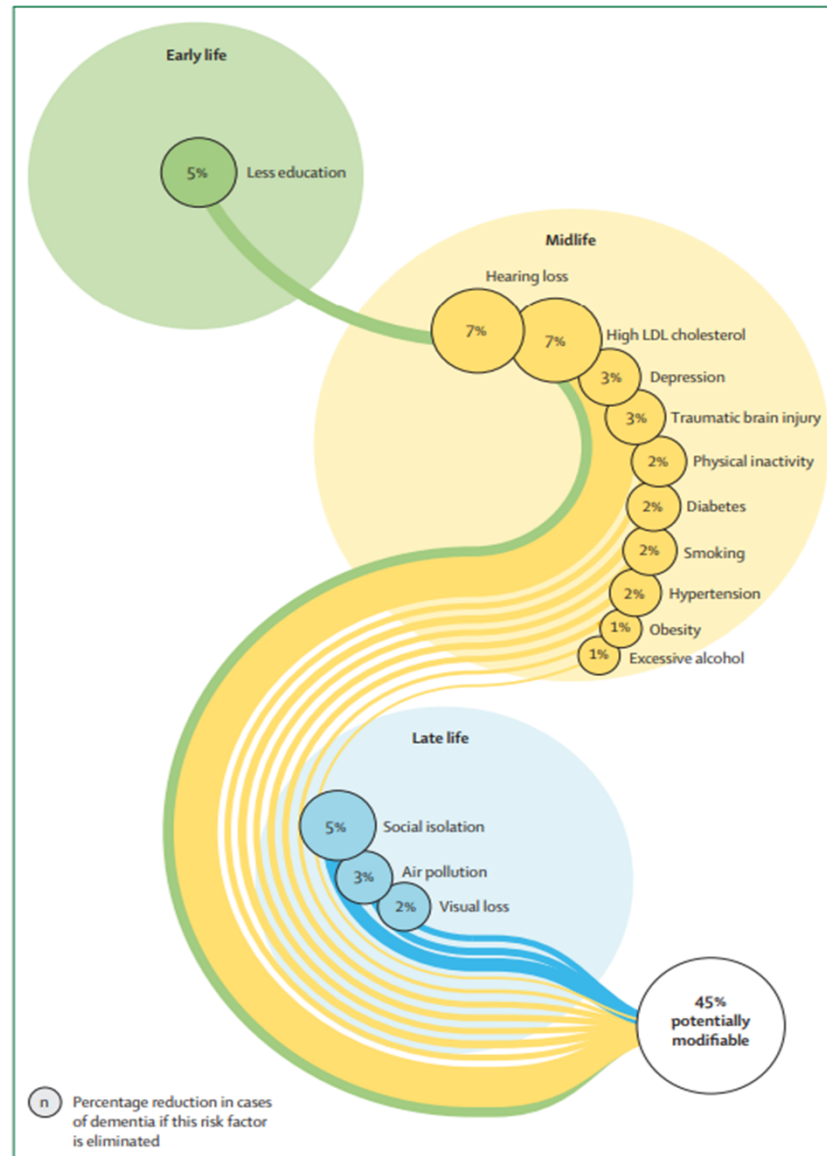 Early life
5%
Less education
Midlife
Hearing loss
7%
7%
High LDL cholesterol
3%
Depression
3%
Traumatic brain injury
2%
Physical inactivity
2%
Diabetes
2%
Smoking
2%
Hypertension
1%
Obesity
1%
Excessive alcohol
Late life
5%
Social isolation
3%
Air pollution
2%
Visual loss
45%
potentially
modifiable
n
Percentage reduction in cases
of dementia if this risk factor
is eliminated